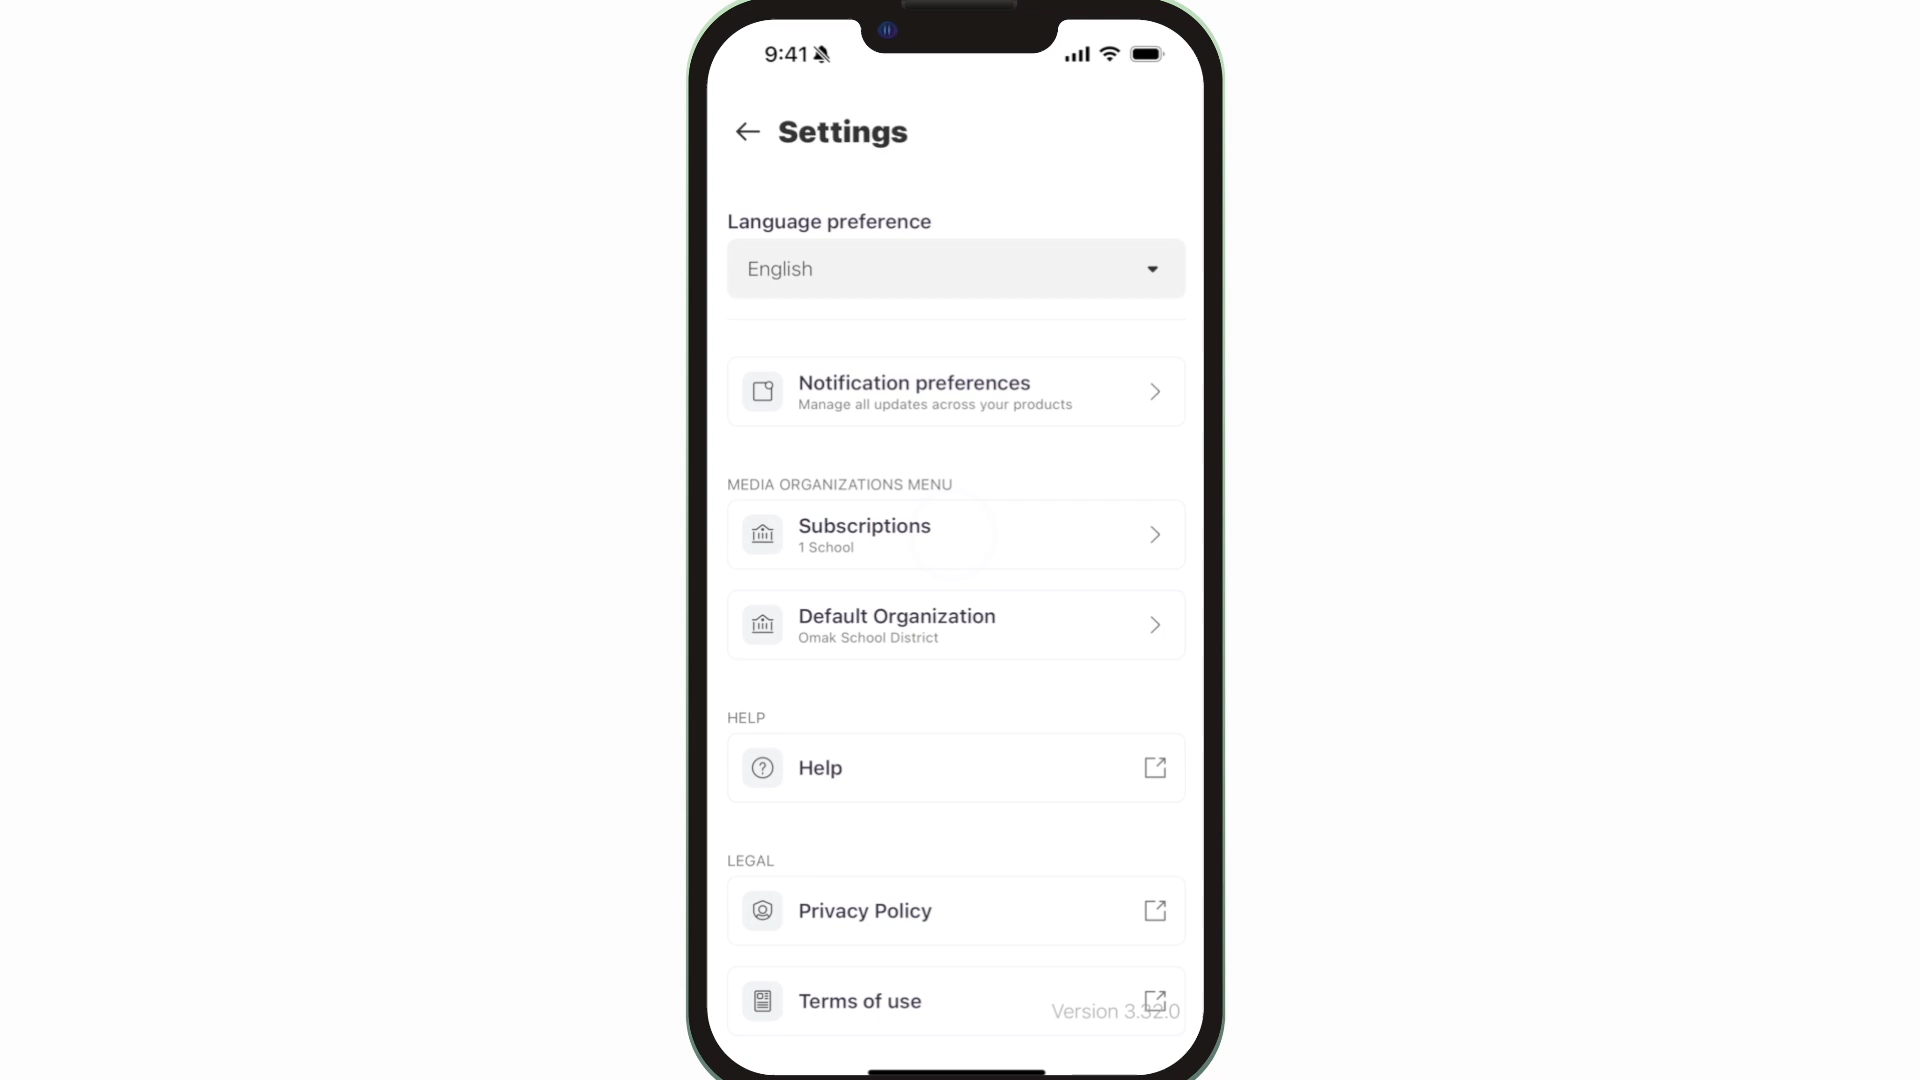 9:41
Settings
Language preference
English
Notification preferences
Manage all updates across your products
MEDIA ORGANIZATIONS MENU
Subscriptions
1 School
Default Organization
Omak School District
HELP
Help
LEGAL
Privacy Policy
Terms of use
Version 3.32.0